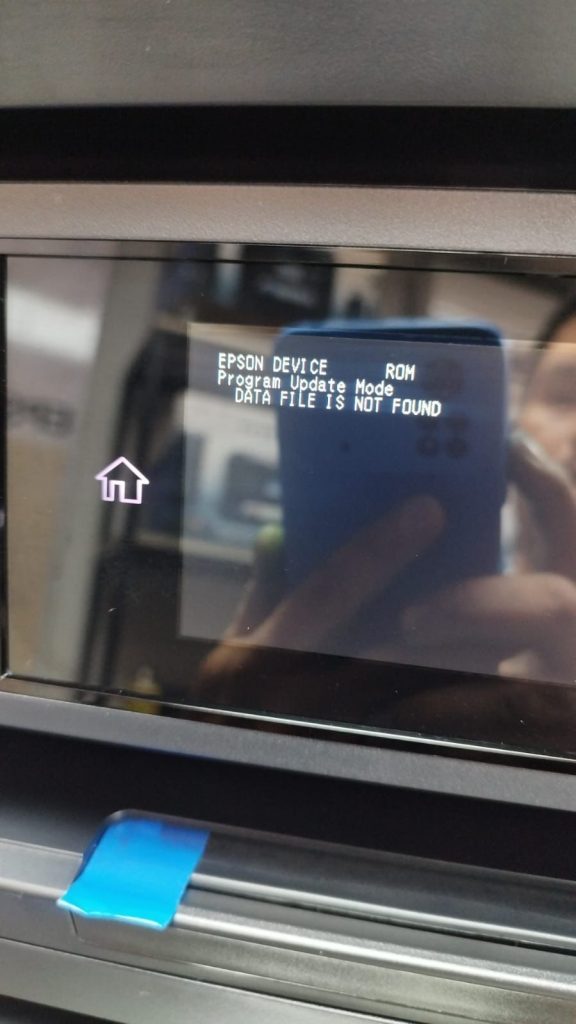 EPSON DEVICE ROM
Program Update Mode
DATA FILE IS NOT FOUND